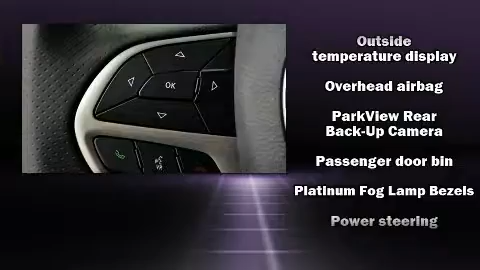 OK
Outside
temperature display
Overhead airbag
ParkView Rear
Back-Up Camera
Passenger door bin
Platinum Fog Lamp Bezels
Power steering